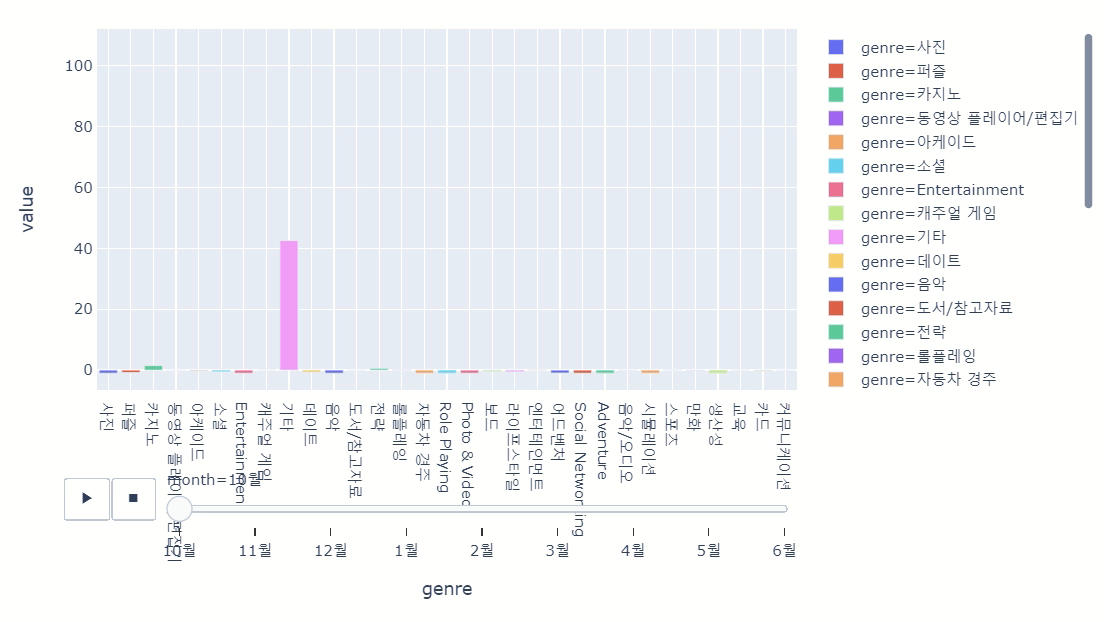 100
80
60
40
20
0
value
사진
퍼즐
카지노
동영상 플레이어/편집기
아케이드
소셜
Entertainment
캐주얼 게임
기타
데이트
음악
도서/참고자료
전략
롤플레잉
자동차 경주
Role Playing
Photo & Video
보드
라이프스타일
엔터테인먼트
어드벤처
Social Networking
Adventure
음악/오디오
시뮬레이션
스포츠
만화
생산성
교육
카드
커뮤니케이션
month=10월
10월 11월 12월 1월 2월 3월 4월 5월 6월
genre
genre=사진
genre=퍼즐
genre=카지노
genre=동영상 플레이어/편집기
genre=아케이드
genre=소셜
genre=Entertainment
genre=캐주얼 게임
genre=기타
genre=데이트
genre=음악
genre=도서/참고자료
genre=전략
genre=롤플레잉
genre=자동차 경주